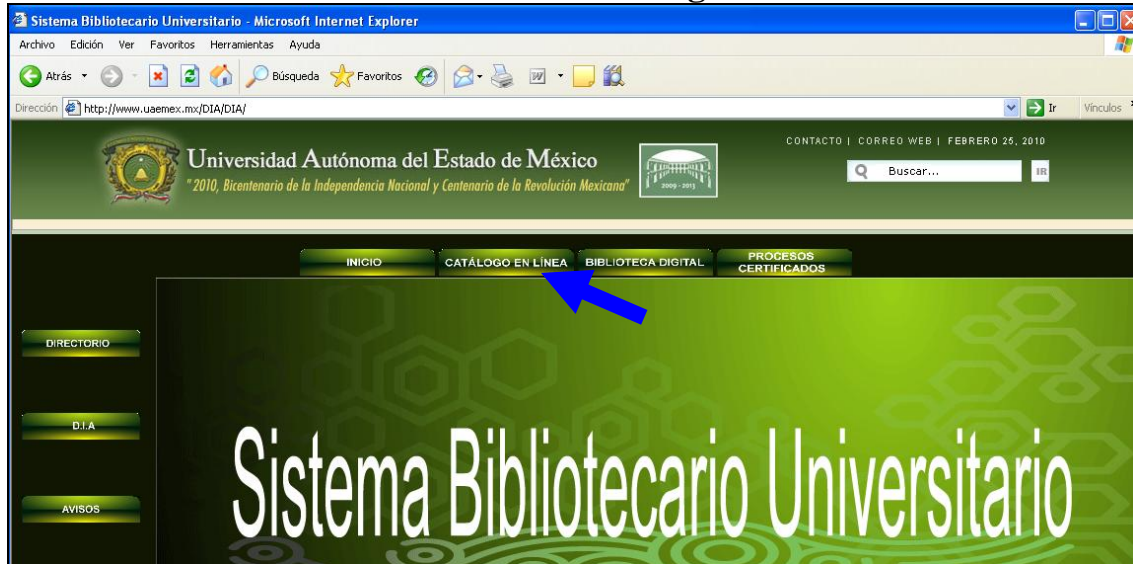 Sistema Bibliotecario Universitario - Microsoft Internet Explorer
Archivo Edición Ver Favoritos Herramientas Ayuda
Atrás Búsqueda Favoritos
Dirección http://www.uaemex.mx/DIA/DIA/ Ir Vínculos
CONTACTO | CORREO WEB | FEBRERO 25, 2010
Universidad Autónoma del Estado de México
"2010, Bicentenario de la Independencia Nacional y Centenario de la Revolución Mexicana"
2009 - 2013
Buscar... IR
INICIO CATÁLOGO EN LÍNEA BIBLIOTECA DIGITAL PROCESOS
CERTIFICADOS
DIRECTORIO
D.I.A
AVISOS
Sistema Bibliotecario Universitario